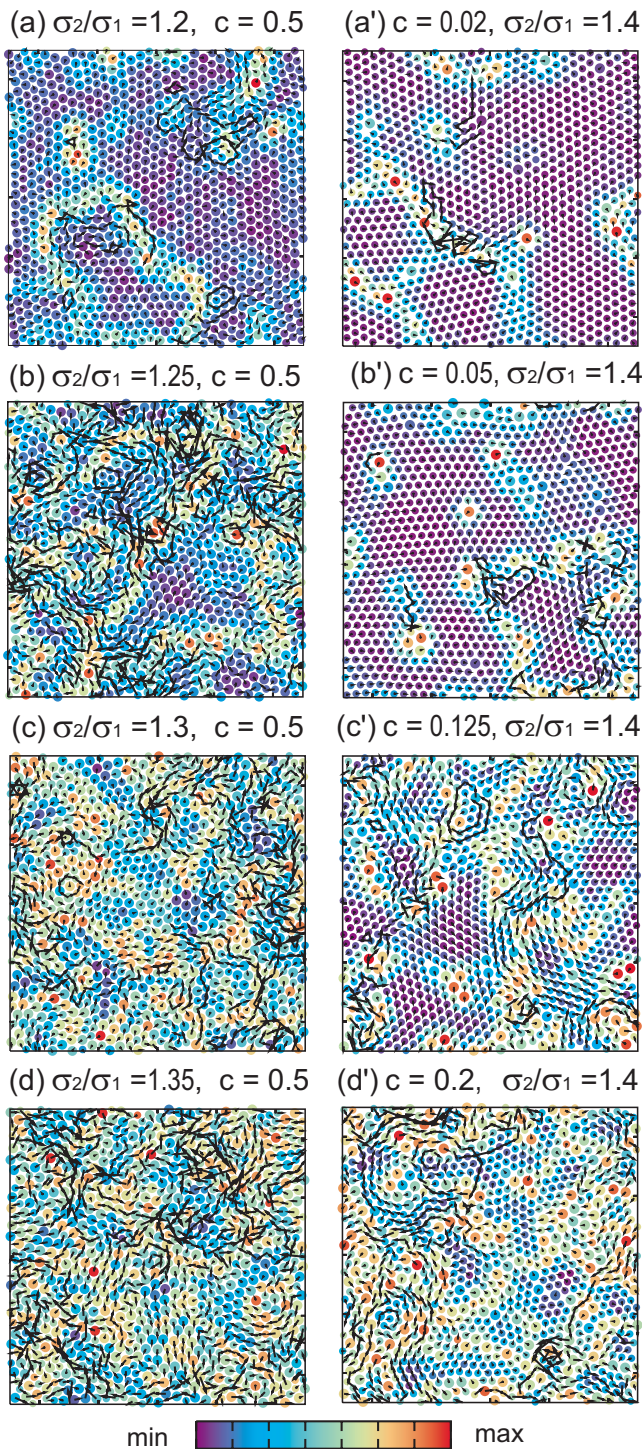 (a) σ₂/σ₁ = 1.2, c = 0.5
(a') c = 0.02, σ₂/σ₁ = 1.4
(b) σ₂/σ₁ = 1.25, c = 0.5
(b') c = 0.05, σ₂/σ₁ = 1.4
(c) σ₂/σ₁ = 1.3, c = 0.5
(c') c = 0.125, σ₂/σ₁ = 1.4
(d) σ₂/σ₁ = 1.35, c = 0.5
(d') c = 0.2, σ₂/σ₁ = 1.4
min max